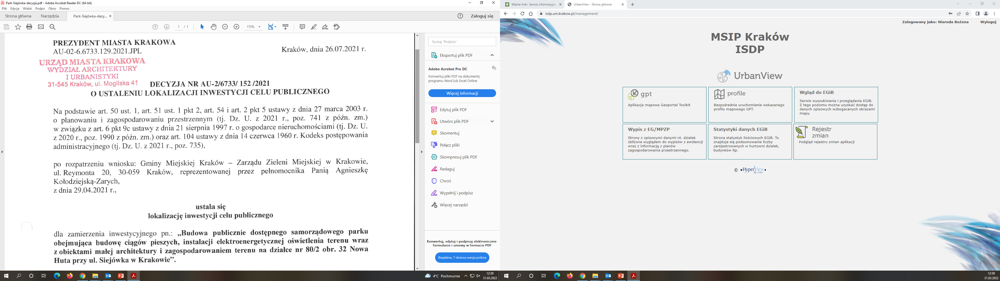 Park-Siejówka-decyzja.pdf - Adobe Acrobat Reader DC (64-bit)
Plik Edycja Widok Podpis Okno Pomoc
Strona główna Narzędzia Park-Siejówka-decy... × Zaloguj się
1 / 1 173%
PREZYDENT MIASTA KRAKOWA
AU-02-6.6733.129.2021.JPL
Kraków, dnia 26.07.2021 r.
URZĄD MIASTA KRAKOWA
WYDZIAŁ ARCHITEKTURY
I URBANISTYKI
31-545 Kraków, ul. Mogilska 41
DECYZJA NR AU-2/6733/ 152 /2021
O USTALENIU LOKALIZACJI INWESTYCJI CELU PUBLICZNEGO
Na podstawie art. 50 ust. 1, art. 51 ust. 1 pkt 2, art. 54 i art. 2 pkt 5 ustawy z dnia 27 marca 2003 r.
o planowaniu i zagospodarowaniu przestrzennym (tj. Dz. U. z 2021 r., poz. 741 z późn. zm.)
w związku z art. 6 pkt 9c ustawy z dnia 21 sierpnia 1997 r. o gospodarce nieruchomościami (tj. Dz. U.
z 2020 r., poz. 1990 z późn. zm.) oraz art. 104 ustawy z dnia 14 czerwca 1960 r. Kodeks postępowania
administracyjnego (tj. Dz. U. z 2021 r., poz. 735),
po rozpatrzeniu wniosku: Gminy Miejskiej Kraków – Zarządu Zieleni Miejskiej w Krakowie,
ul. Reymonta 20, 30-059 Kraków, reprezentowanej przez pełnomocnika Panią Agnieszkę
Kołodziejską-Zarych,
z dnia 29.04.2021 r.,
ustala się
lokalizację inwestycji celu publicznego
dla zamierzenia inwestycyjnego pn.: „Budowa publicznie dostępnego samorządowego parku
obejmująca budowę ciągów pieszych, instalacji elektroenergetycznej oświetlenia terenu wraz
z obiektami małej architektury i zagospodarowaniem terenu na działce nr 80/2 obr. 32 Nowa
Huta przy ul. Siejówka w Krakowie”.
Szukaj 'Podpisz'
Eksportuj plik PDF
Adobe Acrobat Pro DC
Konwertuj pliki PDF na dokumenty
programu Word lub Excel Online
Więcej informacji
Edytuj plik PDF
Utwórz plik PDF
Skomentuj
Połącz pliki
Skompresuj plik PDF
Redaguj
Chroń
Wypełnij i podpisz
Więcej narzędzi
Konwertuj, edytuj i podpisuj elektronicznie
formularze i umowy w formacie PDF
Bezpłatna, 7-dniowa wersja próbna
4°C Pochmurnie
12:39
31.03.2022
Ważne linki- Serwis informacyjny × UrbanView - Strona główna × +
isdp.um.krakow.pl/management/
Zalogowany jako: Nieroda Bożena Wyloguj
MSIP Kraków
ISDP
UrbanView
gpt
Aplikacja mapowa Geoportal Toolkit
profile
Bezpośrednie uruchomienie wskazanego
profilu mapowego GPT.
Wgląd do EGiB
Serwis wyszukiwania i przeglądania EGiB.
Z tego poziomu można uzyskać dostęp do
danych opisowych wzbogacanych obrazami
mapy.
Wypis z EG/MPZP
Strony z opisowymi danymi nt. działek
zbliżone wyglądem do wypisów z ewidencji
wraz z informacją z planów
zagospodarowania przestrzennego.
Statystyki danych EGiB
Strona statystyk ilościowych EGiB. Tu
znajduje się podsumowanie liczby
zarejestrowanych w hurtowni działek,
budynków itp.
Rejestr
zmian
Podgląd rejestru zmian aplikacji
© HyperView
Sp. z o.o.
12:39
31.03.2022